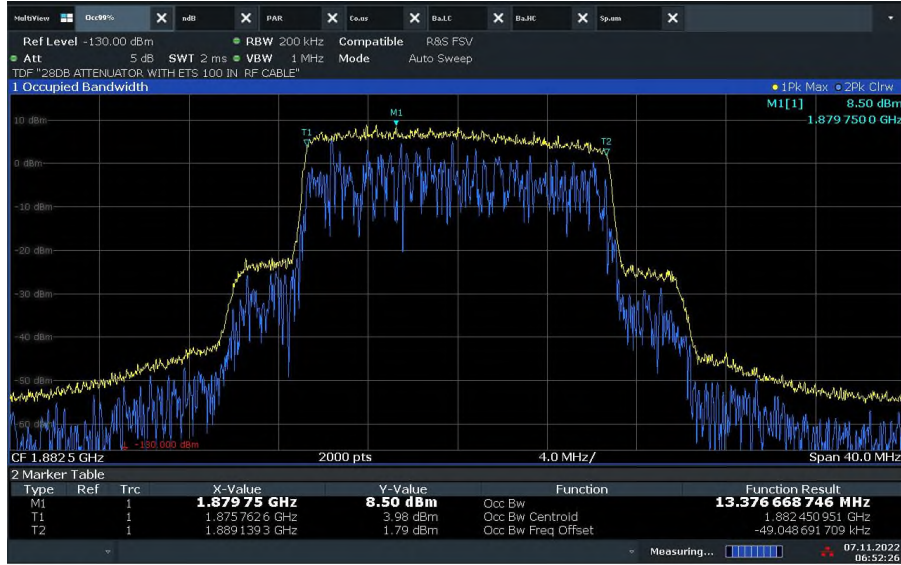 MultiView Occ99% X ndB X PAR X Co.us X Ba.LC X Ba.HC X Sp.um X
Ref Level -130.00 dBm RBW 200 kHz Compatible R&S FSV
Att 5 dB SWT 2 ms VBW 1 MHz Mode Auto Sweep
TDF "28DB ATTENUATOR WITH ETS 100 IN RF CABLE"
1 Occupied Bandwidth 1Pk Max 2Pk Clrw
M1[1] 8.50 dBm
1.879 750 0 GHz
M1
10 dBm
T1
T2
0 dBm
-10 dBm
-20 dBm
-30 dBm
-40 dBm
-50 dBm
-60 dBm
-130.000 dBm
CF 1.882 5 GHz 2000 pts 4.0 MHz/ Span 40.0 MHz
2 Marker Table
Type Ref Trc X-Value Y-Value Function Function Result
M1 1 1.879 75 GHz 8.50 dBm Occ Bw 13.376 668 746 MHz
T1 1 1.875 762 6 GHz 3.98 dBm Occ Bw Centroid 1.882 450 951 GHz
T2 1 1.889 139 3 GHz 1.79 dBm Occ Bw Freq Offset -49.048 691 709 kHz
Measuring... 07.11.2022
06:52:26